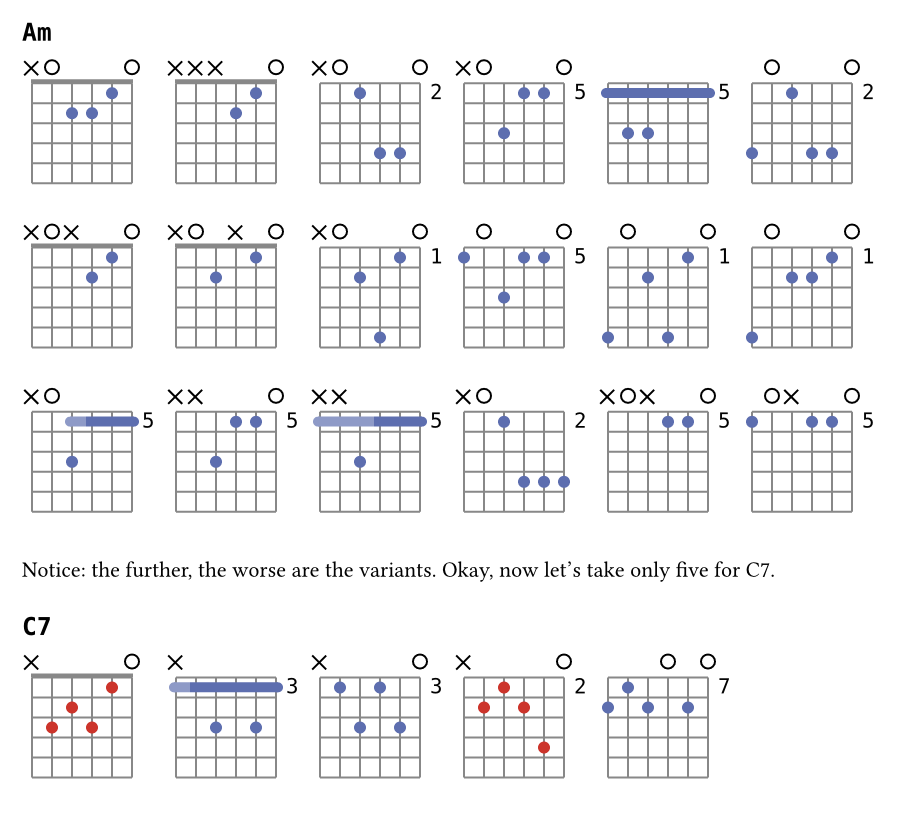 Am
×○ ○ ×××  ○ ×○ ○ ×○ ○ ○ ○
2 5 5 2
×○× ○ ×○ × ○ ×○ ○ ○ ○ ○ ○ ○ ○
1 5 1 1
×○ ×× ○ ×× ×○ ×○× ○ ○× ○
5 5 5 2 5 5
Notice: the further, the worse are the variants. Okay, now let’s take only five for C7.
C7
× ○ × × ○ × ○ ○ ○
3 3 2 7